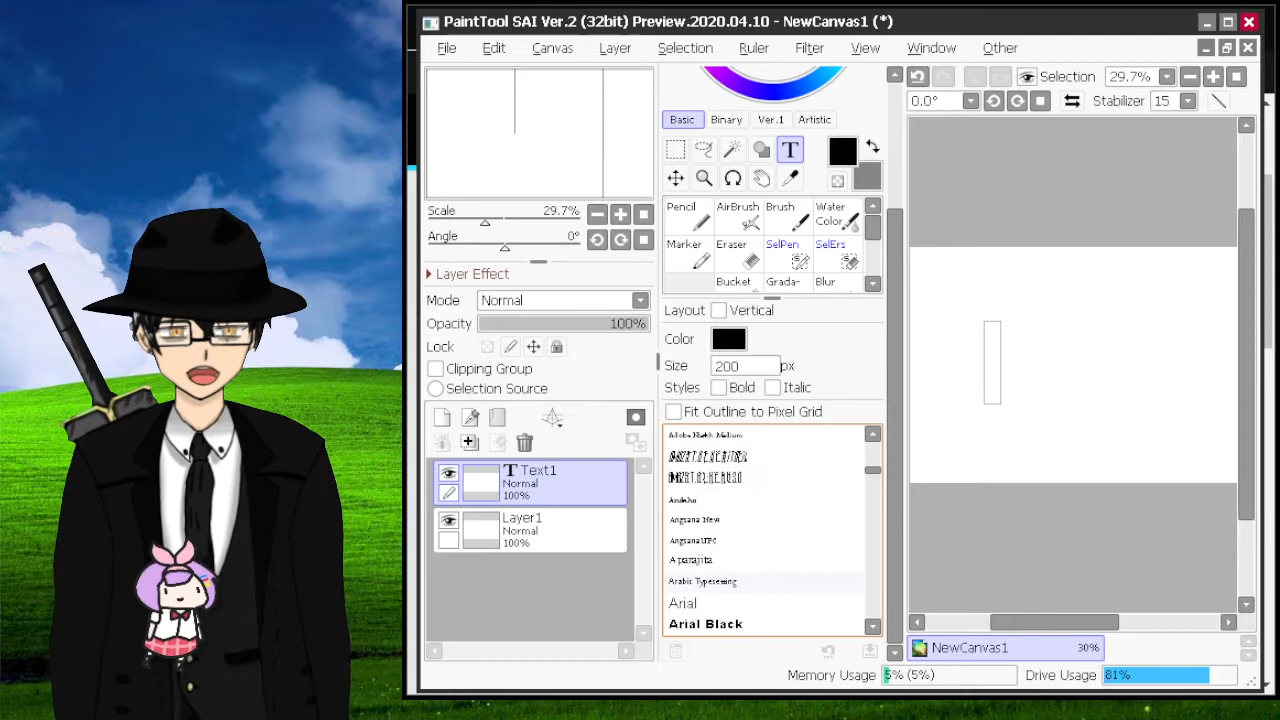 PaintTool SAI Ver.2 (32bit) Preview.2020.04.10 - NewCanvas1 (*)
File Edit Canvas Layer Selection Ruler Filter View Window Other
Selection 29.7%
0.0° Stabilizer 15
Basic Binary Ver.1 Artistic
T
Scale 29.7%
Angle 0°
Pencil AirBrush Brush Water Color
Marker Eraser SelPen SelErs
Bucket Grada- Blur
Layer Effect
Mode Normal
Opacity 100%
Lock
Clipping Group
Selection Source
Layout Vertical
Color
Size 200 px
Styles Bold Italic
Fit Outline to Pixel Grid
T Text1
Normal
100%
Layer1
Normal
100%
Andalus
Angsana New
AngsanaUPC
Aparajita
Arabic Typesetting
Arial
Arial Black
NewCanvas1 30%
Memory Usage 5% (5%) Drive Usage 81%